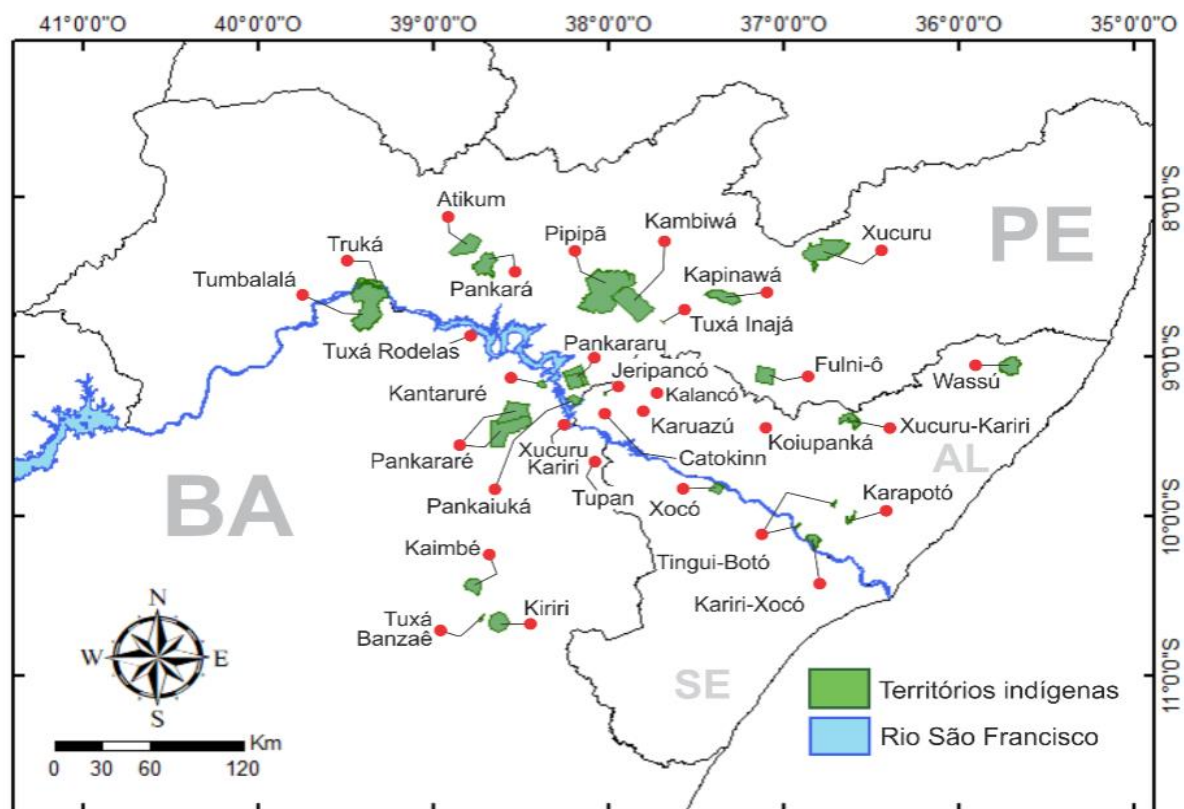 41°0'0"S
40°0'0"S
39°0'0"S
38°0'0"S
37°0'0"S
36°0'0"S
35°0'0"S
8°0'0"S
9°0'0"S
10°0'0"S
11°0'0"S
PE
Atikum
Kambiwá
Truká
Pipipã
Xucuru
Tumbalalá
Pankará
Kapinawá
Tuxá Inajá
Tuxá Rodelas
Pankararu
Jeripancó
Fulni-ô
Wassú
Kantaruré
Kalancó
Karuazú
Koiupanká
Xucuru-Kariri
Pankararé
Xucuru
Kariri
Catokinn
AL
BA
Pankaiuká
Tupan
Xocó
Karapotó
Kaimbé
Tingui-Botó
Kariri-Xocó
Tuxá
Banzaê
Kiriri
SE
N
W
E
S
Km
0
30
60
120
Territórios indígenas
Rio São Francisco